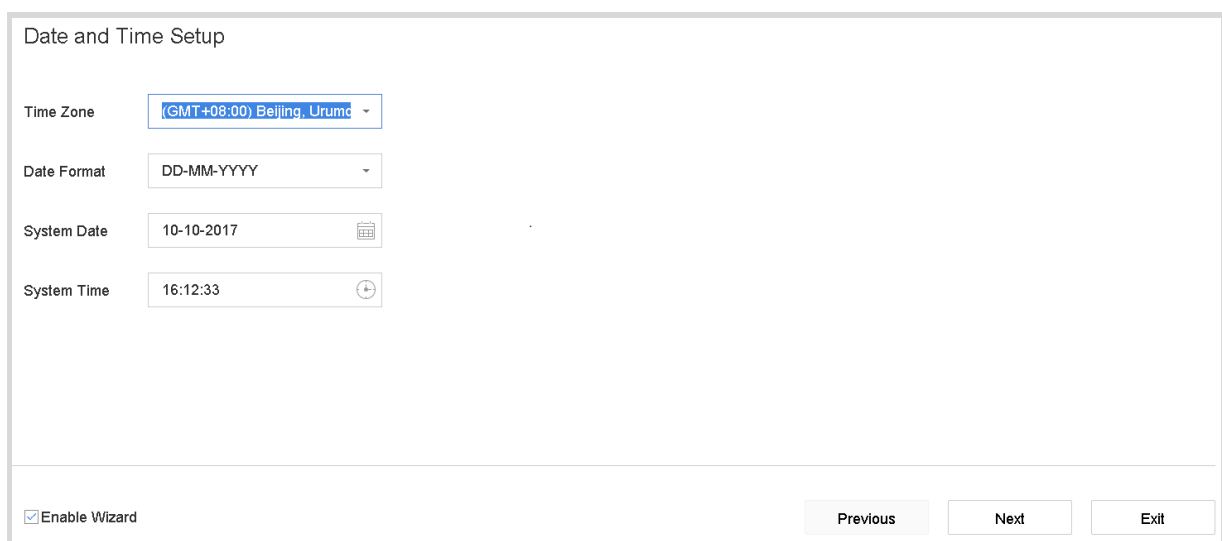 Date and Time Setup
Time Zone (GMT+08:00) Beijing, Urumc
Date Format DD-MM-YYYY
System Date 10-10-2017
System Time 16:12:33
Enable Wizard Previous Next Exit